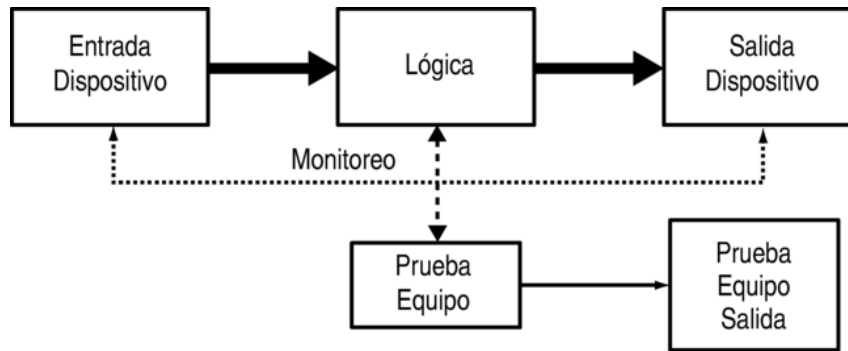 Entrada
Dispositivo
Lógica
Salida
Dispositivo
Monitoreo
Prueba
Equipo
Prueba
Equipo
Salida